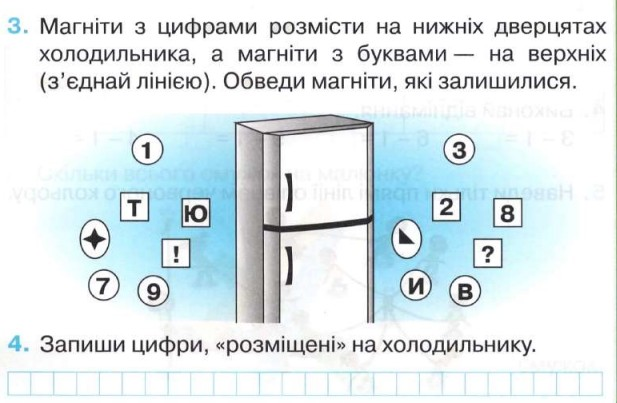 3. Магніти з цифрами розмісти на нижніх дверцятах
холодильника, а магніти з буквами — на верхніх
(з’єднай лінією). Обведи магніти, які залишилися.
1
3
Т
Ю
2
8
!
?
7
9
И
В
4. Запиши цифри, «розміщені» на холодильнику.